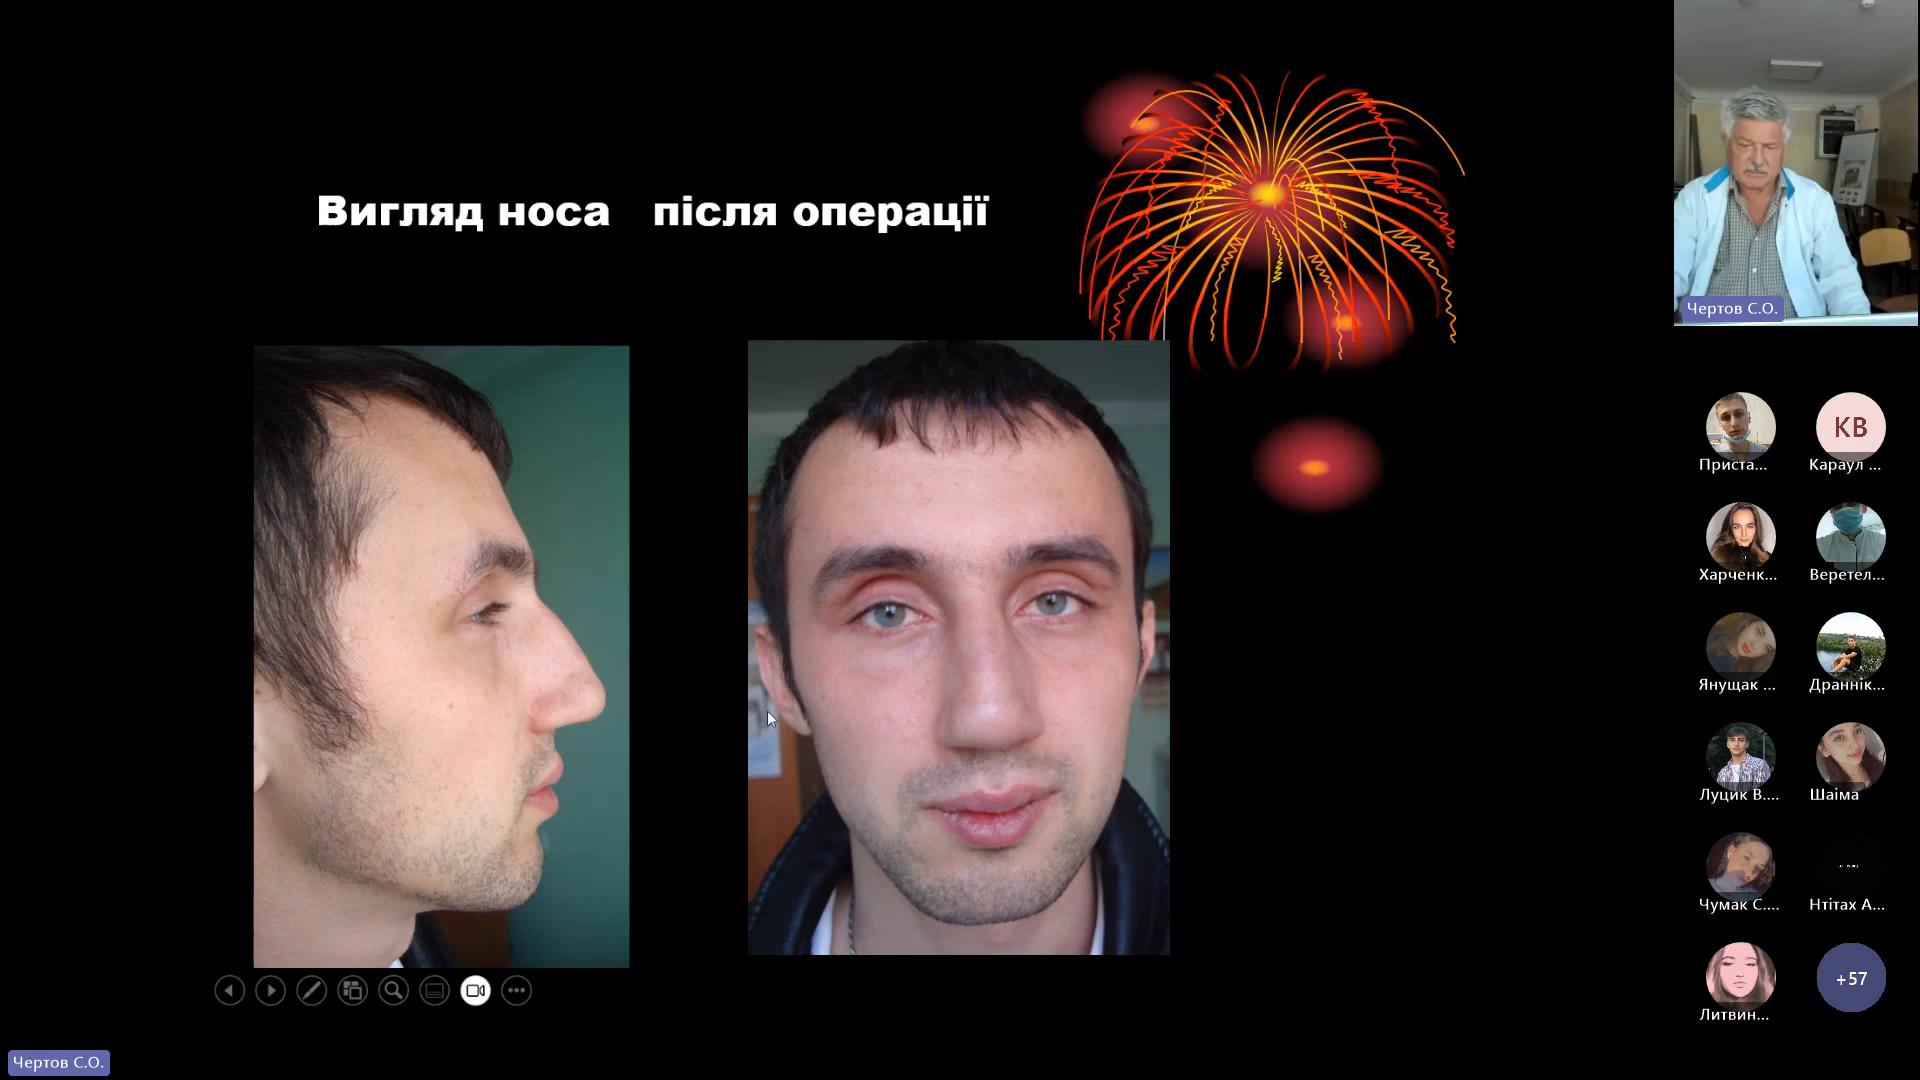 Вигляд носа після операції
Чертов С.О.
Приста...
КВ
Караул ...
Харченк...
Веретел...
Янущак ...
Драннік...
Луцик В....
Шаіма
Чумак С....
Нтітах А...
Литвин...
+57
Чертов С.О.